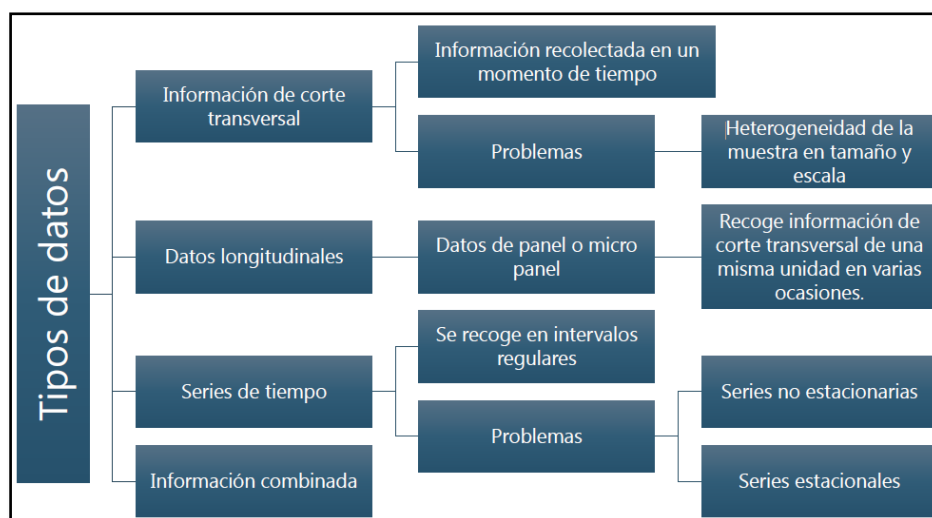 Tipos de datos
Información de corte
transversal
Información recolectada en un
momento de tiempo
Problemas
Heterogeneidad de la
muestra en tamaño y
escala
Datos longitudinales
Datos de panel o micro
panel
Recoge información de
corte transversal de una
misma unidad en varias
ocasiones.
Series de tiempo
Se recoge en intervalos
regulares
Problemas
Series no estacionarias
Series estacionales
Información combinada